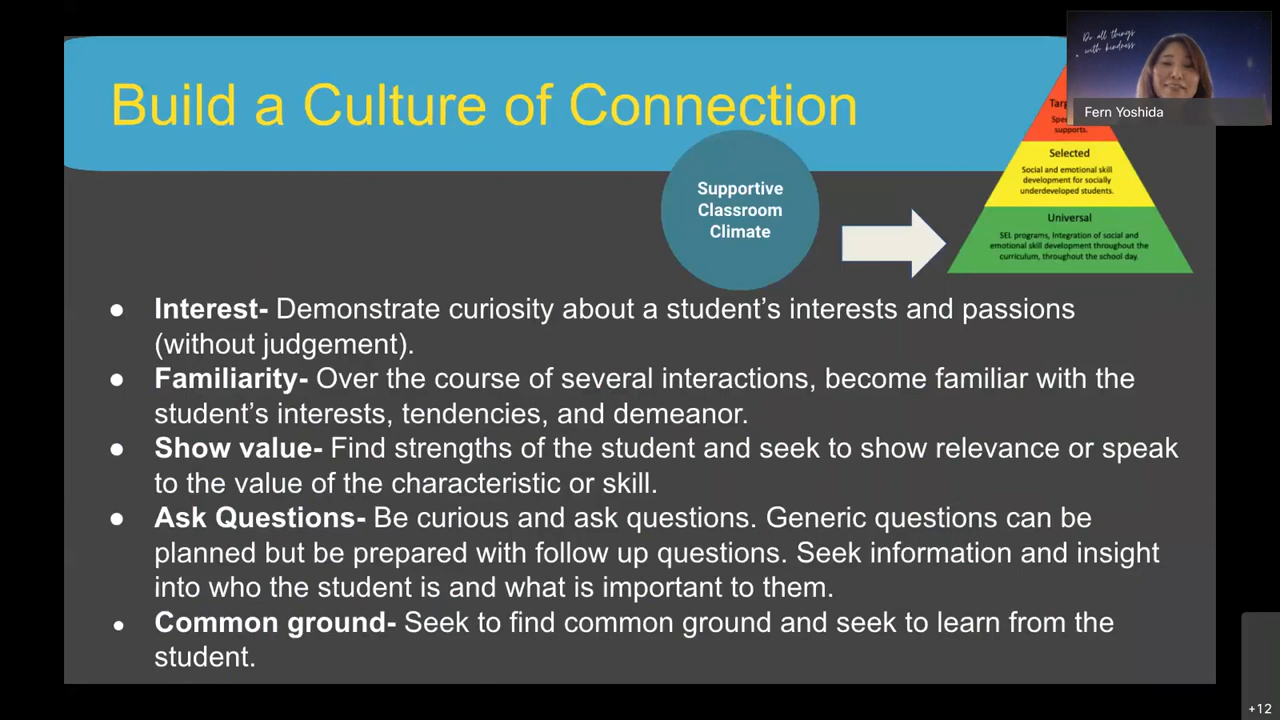 Do all things
with kindness
Fern Yoshida
Build a Culture of Connection
supports.
Selected
Social and emotional skill
development for socially
underdeveloped students.
Universal
SEL programs, Integration of social and
emotional skill development throughout the
curriculum, throughout the school day.
Supportive
Classroom
Climate
● Interest- Demonstrate curiosity about a student’s interests and passions
(without judgement).
● Familiarity- Over the course of several interactions, become familiar with the
student’s interests, tendencies, and demeanor.
● Show value- Find strengths of the student and seek to show relevance or speak
to the value of the characteristic or skill.
● Ask Questions- Be curious and ask questions. Generic questions can be
planned but be prepared with follow up questions. Seek information and insight
into who the student is and what is important to them.
● Common ground- Seek to find common ground and seek to learn from the
student.
+12